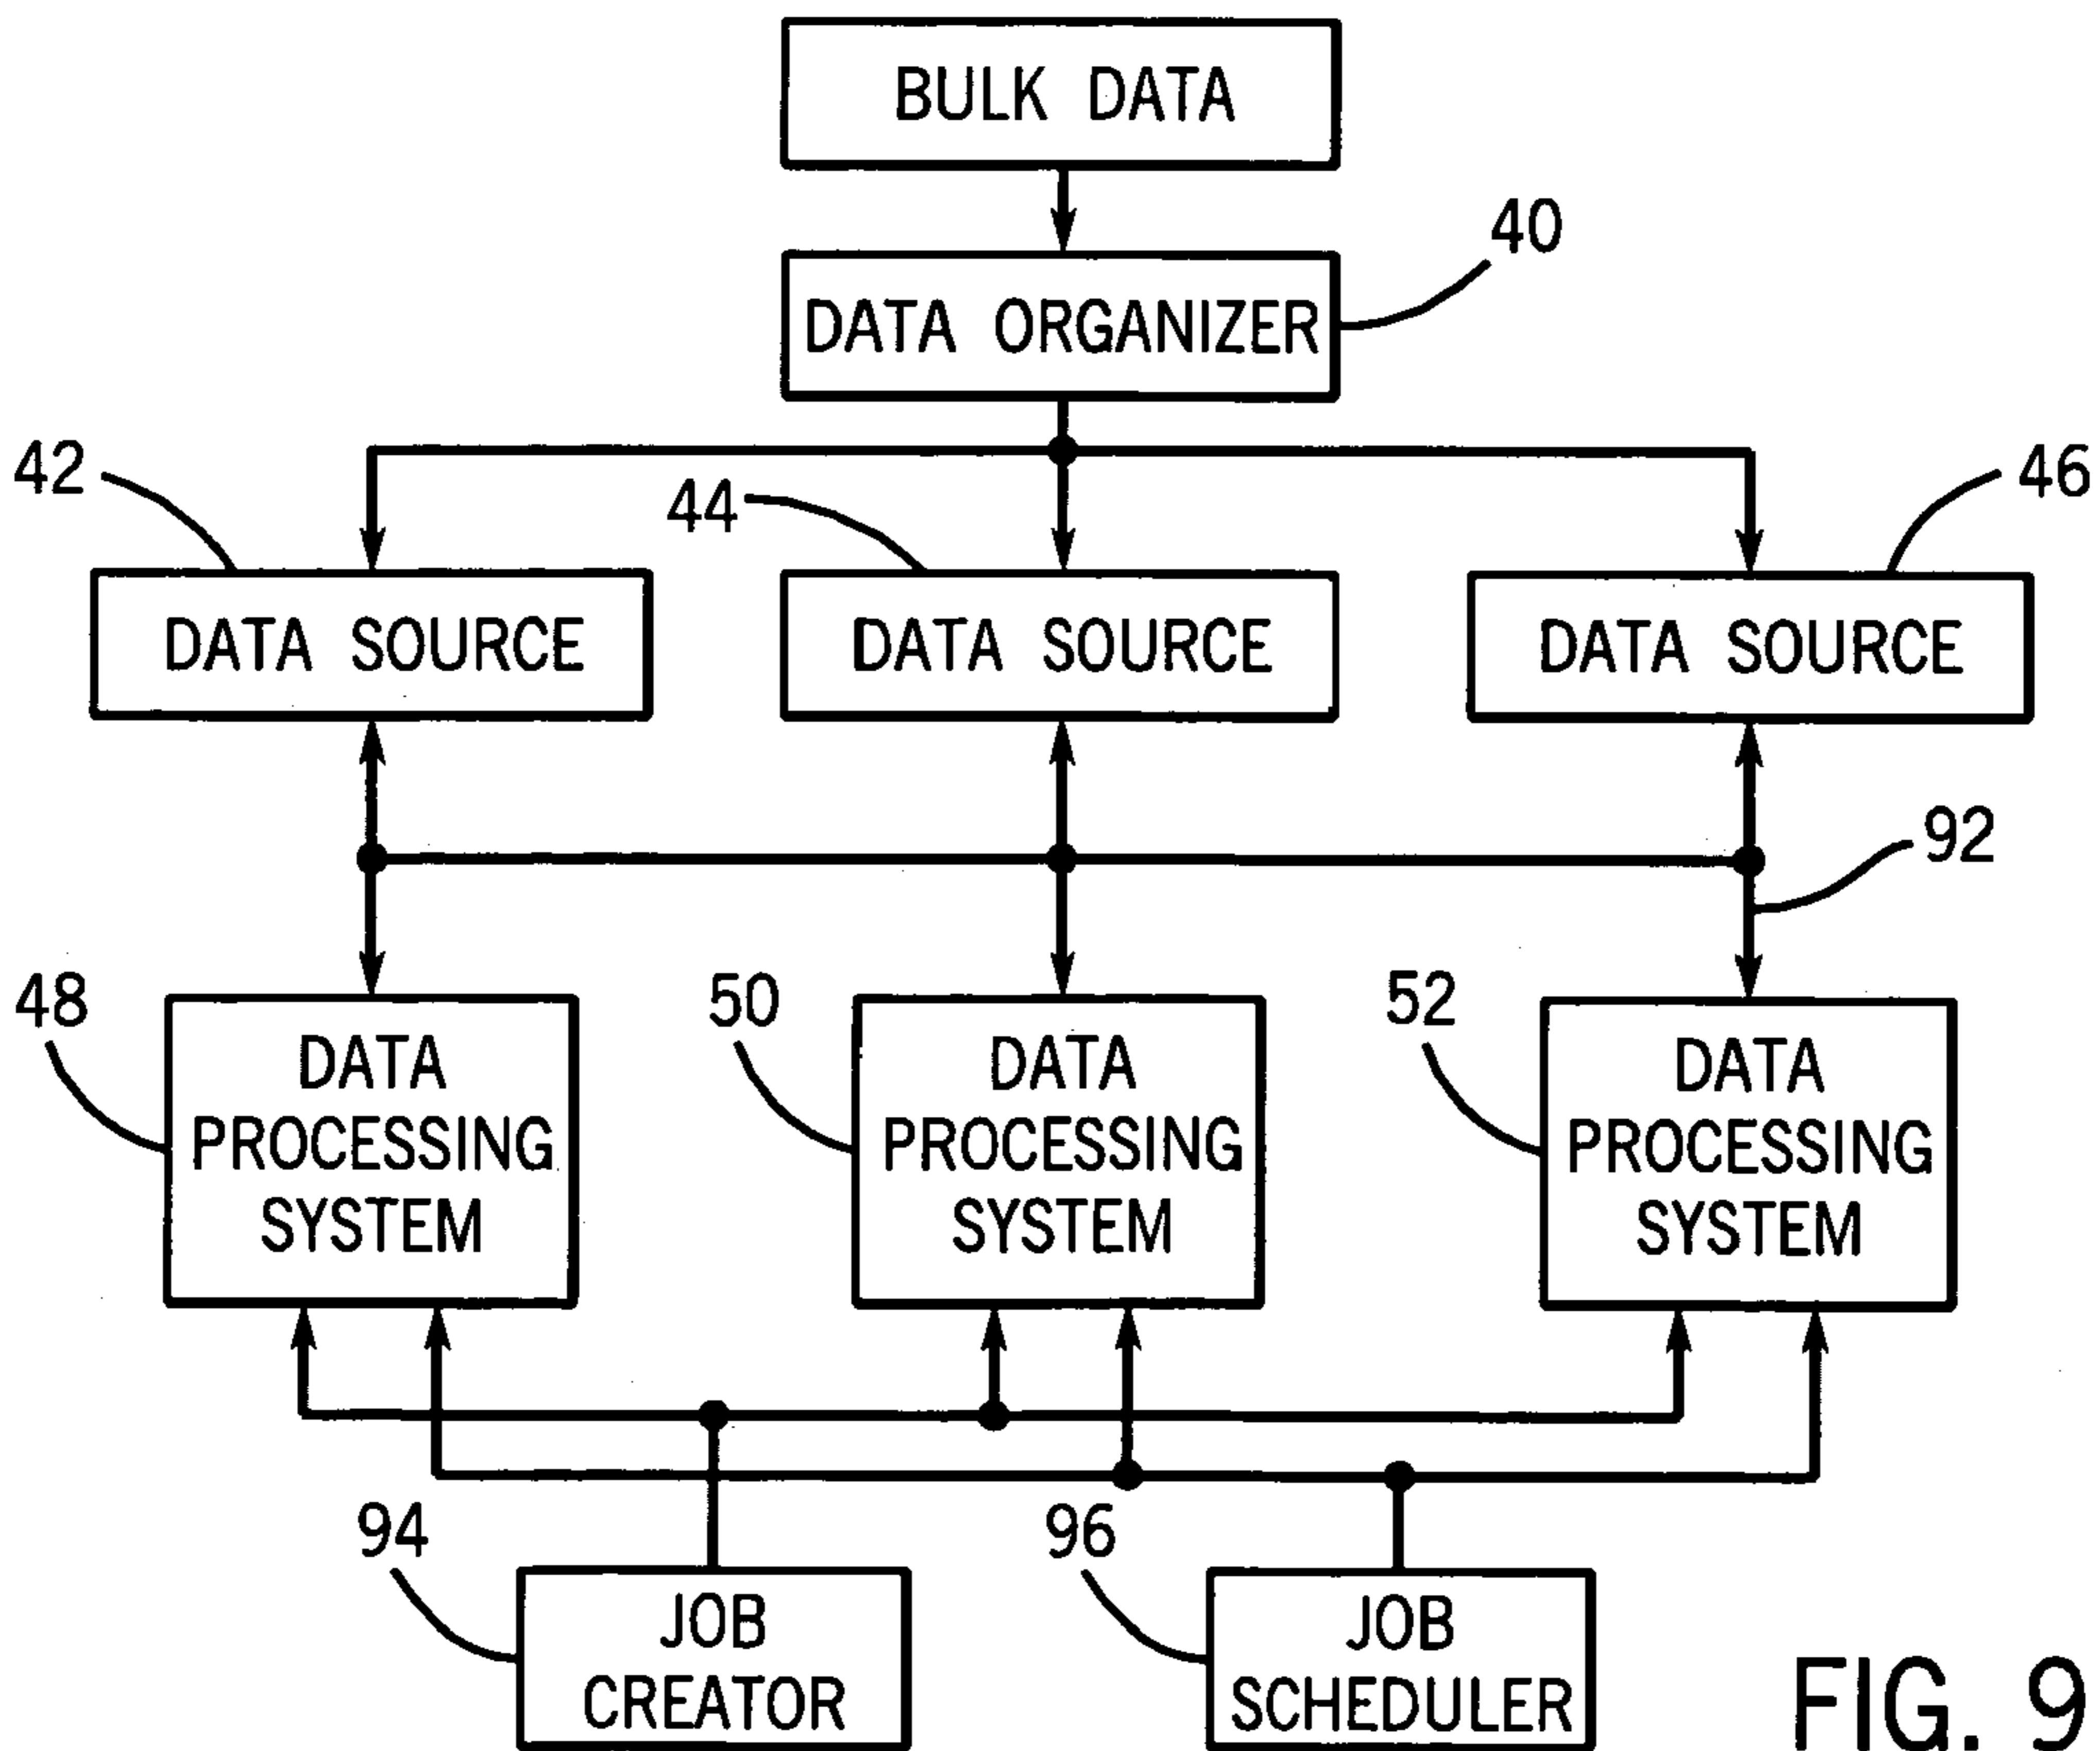 BULK DATA
40
DATA ORGANIZER
42
44
46
DATA SOURCE
DATA SOURCE
DATA SOURCE
92
48
50
52
DATA
PROCESSING
SYSTEM
DATA
PROCESSING
SYSTEM
DATA
PROCESSING
SYSTEM
94
96
JOB
CREATOR
JOB
SCHEDULER
FIG. 9